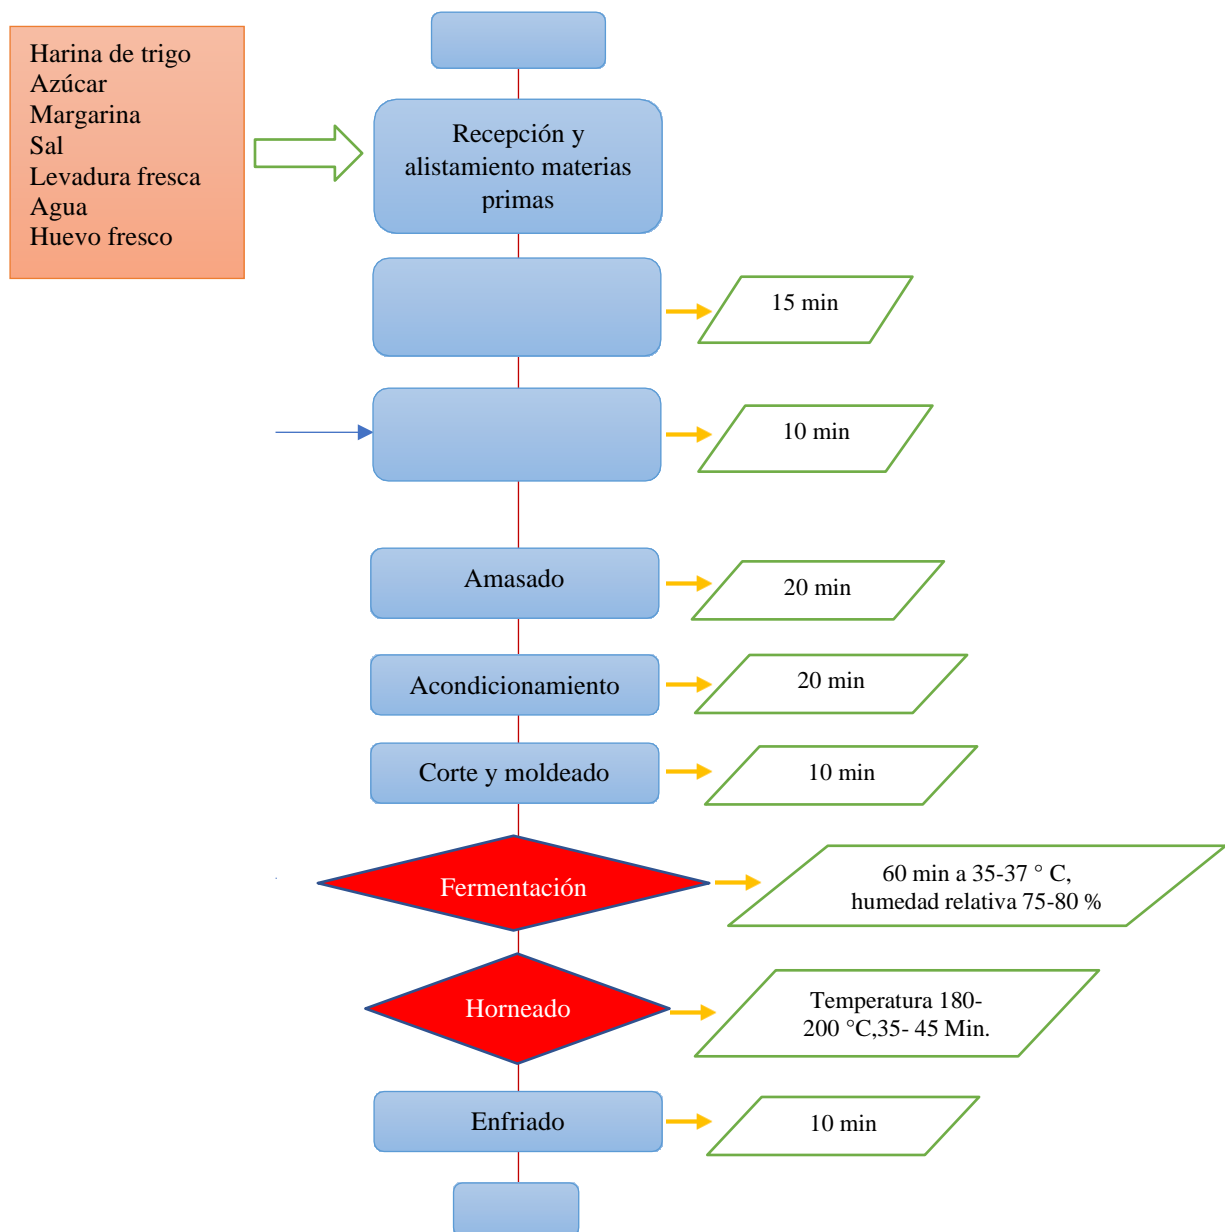 Harina de trigo
Azúcar
Margarina
Sal
Levadura fresca
Agua
Huevo fresco
Recepción y
alistamiento materias
primas
15 min
10 min
Amasado
20 min
Acondicionamiento
20 min
Corte y moldeado
10 min
Fermentación
60 min a 35-37 ° C,
humedad relativa 75-80 %
Horneado
Temperatura 180-
200 °C,35- 45 Min.
Enfriado
10 min